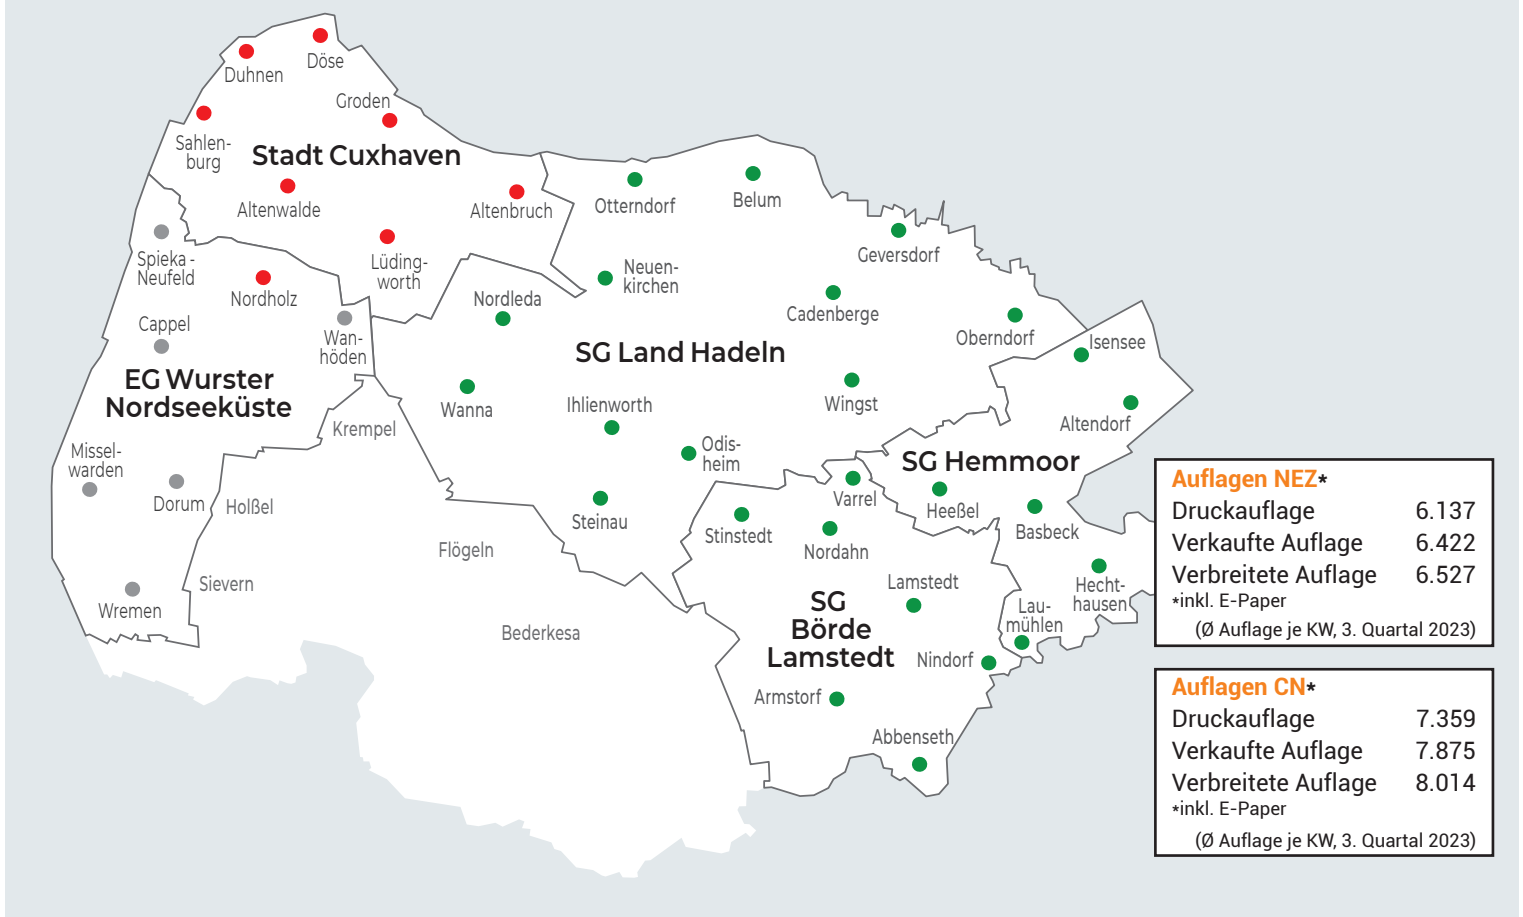 Döse
Duhnen
Groden
Sahlen-
burg
Stadt Cuxhaven
Altenwalde
Altenbruch
Lüding-
worth
Spieka -
Neufeld
Nordholz
Cappel
Wan-
höden
EG Wurster
Nordseeküste
Krempel
Missel-
warden
Dorum
Holßel
Sievern
Wremen
Flögeln
Bederkesa
Otterndorf
Belum
Geversdorf
Neuen-
kirchen
Nordleda
Cadenberge
Oberndorf
SG Land Hadeln
Wanna
Ihlienworth
Wingst
Odis-
heim
Steinau
Isensee
Altendorf
SG Hemmoor
Varrel
Heeßel
Basbeck
Hecht-
hausen
Lau-
mühlen
Stinstedt
Nordahn
Lamstedt
SG
Börde
Lamstedt
Nindorf
Armstorf
Abbenseth
Auflagen NEZ*
Druckauflage 6.137
Verkaufte Auflage 6.422
Verbreitete Auflage 6.527
*inkl. E-Paper
(Ø Auflage je KW, 3. Quartal 2023)
Auflagen CN*
Druckauflage 7.359
Verkaufte Auflage 7.875
Verbreitete Auflage 8.014
*inkl. E-Paper
(Ø Auflage je KW, 3. Quartal 2023)